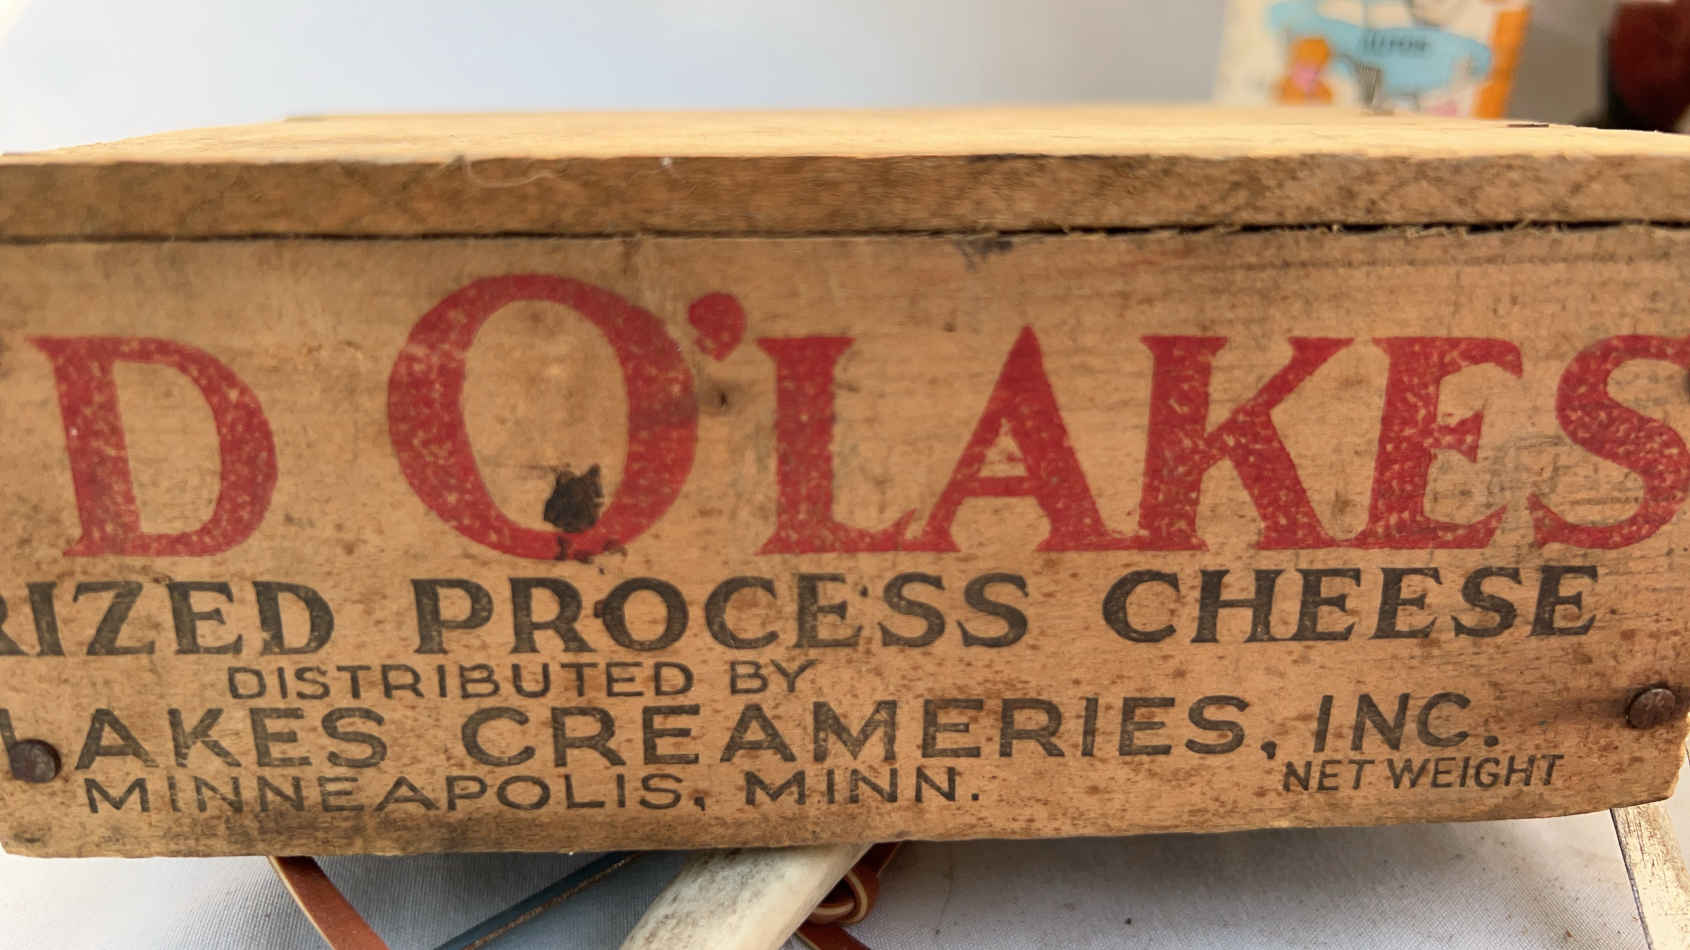 D O'LAKES
RIZED PROCESS CHEESE
DISTRIBUTED BY
LAKES CREAMERIES, INC.
MINNEAPOLIS, MINN.
NET WEIGHT